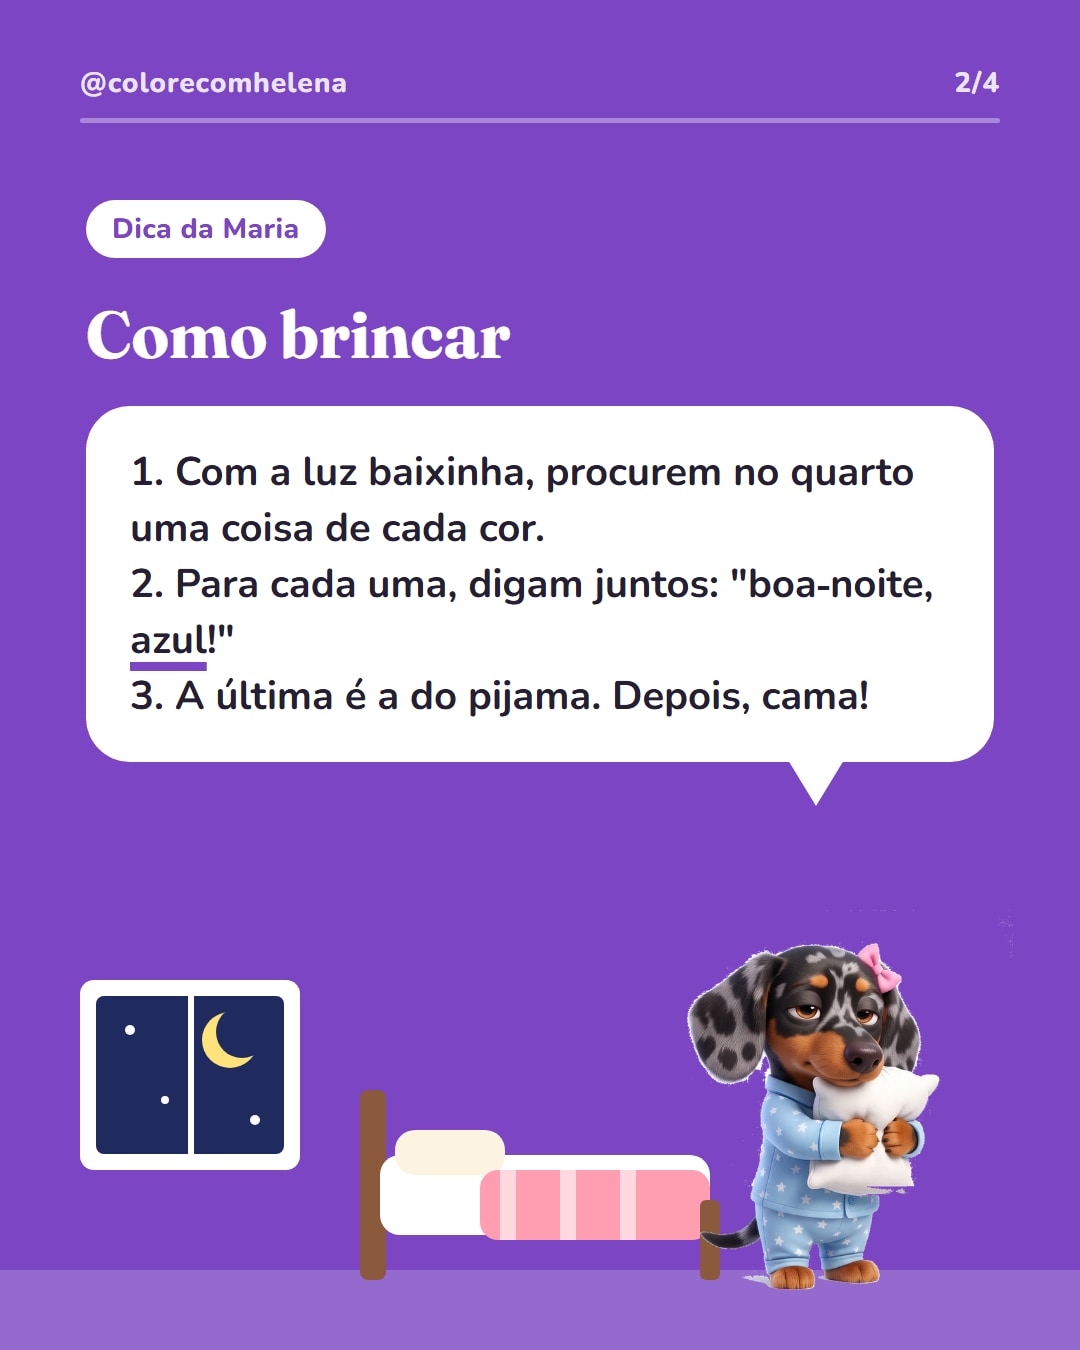 @colorecomhelena
2/4
Dica da Maria
Como brincar
1. Com a luz baixinha, procurem no quarto
uma coisa de cada cor.
2. Para cada uma, digam juntos: "boa-noite,
azul!"
3. A última é a do pijama. Depois, cama!